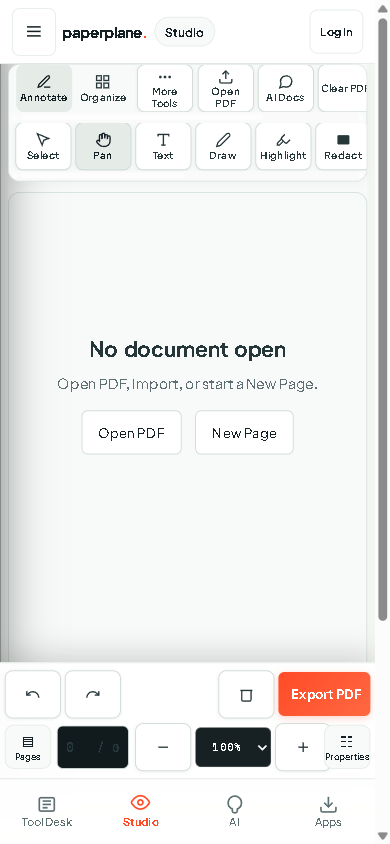 paperplane. Studio Log In
Annotate Organize More Tools Open PDF AI Docs Clear PDF
Select Pan Text Draw Highlight Redact
No document open
Open PDF, Import, or start a New Page.
Open PDF New Page
Export PDF
Pages 0 / 0 − 100% + Properties
Tool Desk Studio AI Apps